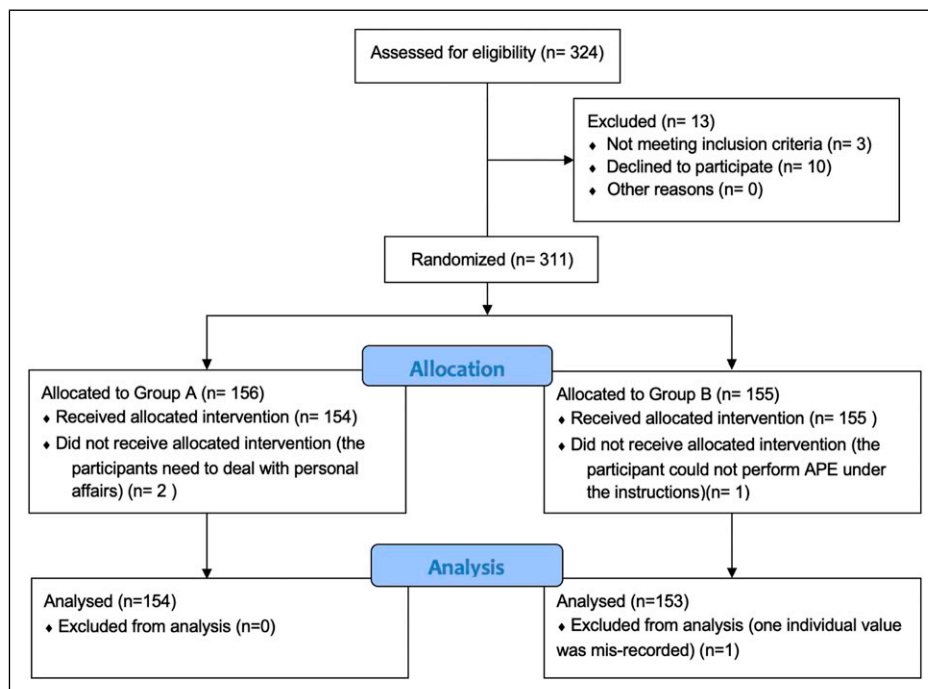 Assessed for eligibility (n= 324)
Excluded (n= 13)
♦ Not meeting inclusion criteria (n= 3)
♦ Declined to participate (n= 10)
♦ Other reasons (n= 0)
Randomized (n= 311)
Allocation
Allocated to Group A (n= 156)
♦ Received allocated intervention (n= 154)
♦ Did not receive allocated intervention (the
participants need to deal with personal
affairs) (n= 2 )
Allocated to Group B (n= 155)
♦ Received allocated intervention (n= 155 )
♦ Did not receive allocated intervention (the
participant could not perform APE under
the instructions)(n= 1)
Analysis
Analysed (n=154)
♦ Excluded from analysis (n=0)
Analysed (n=153)
♦ Excluded from analysis (one individual value
was mis-recorded) (n=1)